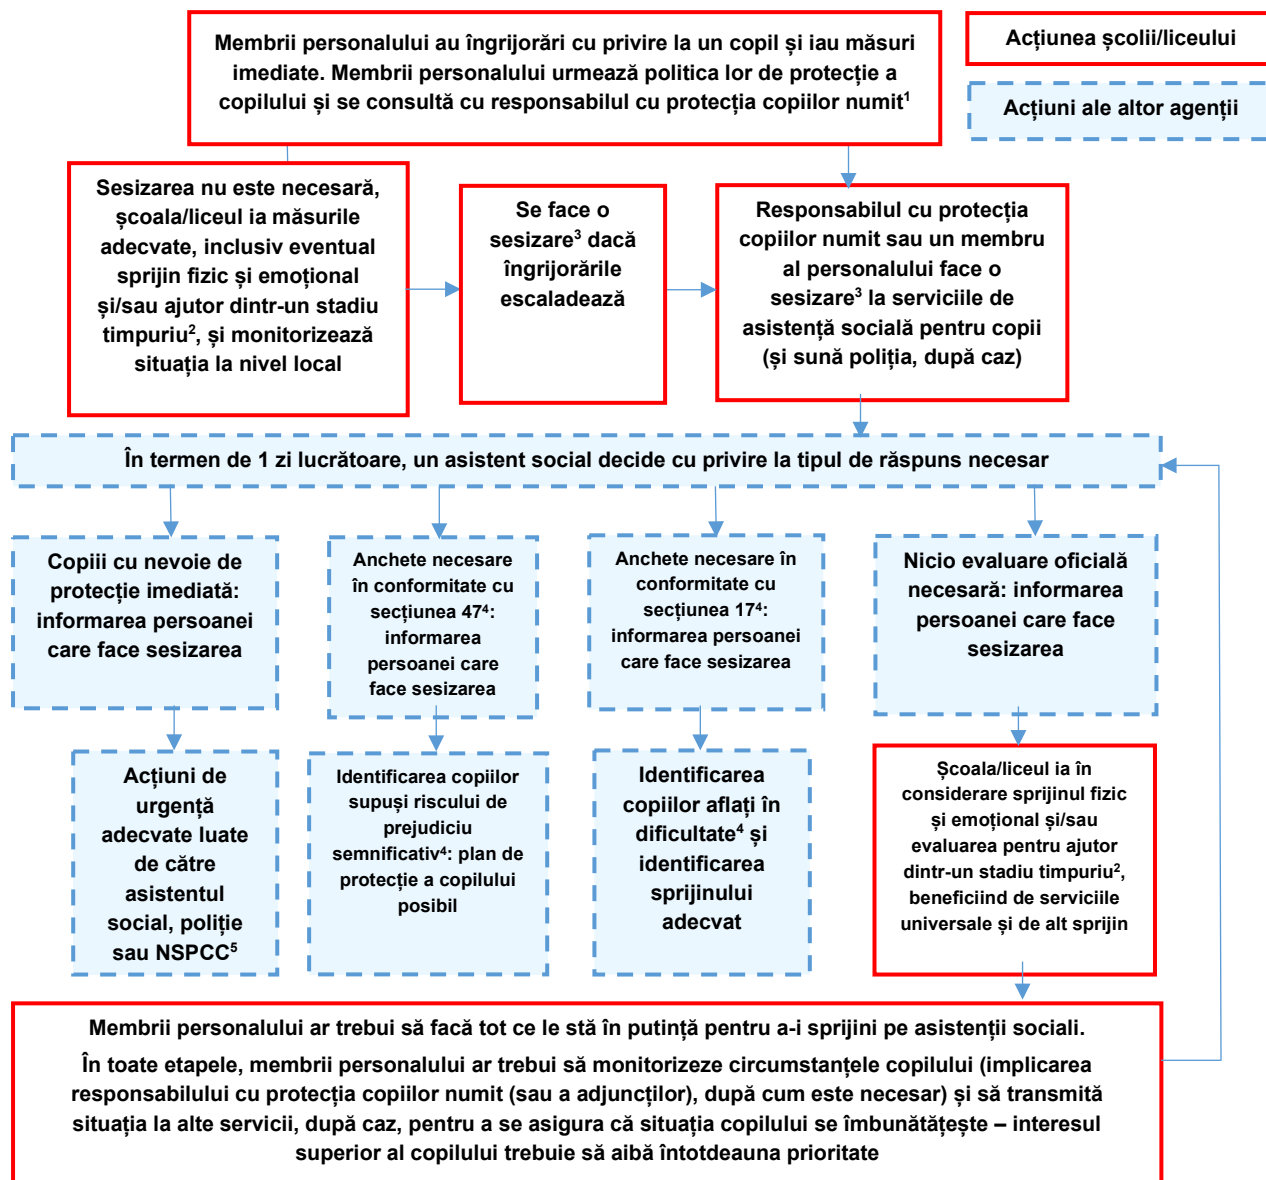 Membrii personalului au îngrijorări cu privire la un copil și iau măsuri
imediate. Membrii personalului urmează politica lor de protecție a
copilului și se consultă cu responsabilul cu protecția copiilor numit¹
Acțiunea școlii/liceului
Acțiuni ale altor agenții
Sesizarea nu este necesară,
școala/liceul ia măsurile
adecvate, inclusiv eventual
sprijin fizic și emoțional
și/sau ajutor dintr-un stadiu
timpuriu², și monitorizează
situația la nivel local
Se face o
sesizare³ dacă
îngrijorările
escaladează
Responsabilul cu protecția
copiilor numit sau un membru
al personalului face o
sesizare³ la serviciile de
asistență socială pentru copii
(și sună poliția, după caz)
În termen de 1 zi lucrătoare, un asistent social decide cu privire la tipul de răspuns necesar
Copiii cu nevoie de
protecție imediată:
informarea persoanei
care face sesizarea
Anchete necesare
în conformitate cu
secțiunea 47⁴:
informarea
persoanei care
face sesizarea
Anchete necesare în
conformitate cu
secțiunea 17⁴:
informarea persoanei
care face sesizarea
Nicio evaluare oficială
necesară: informarea
persoanei care face
sesizarea
Acțiuni de
urgență
adecvate luate
de către
asistentul
social, poliție
sau NSPCC⁵
Identificarea copiilor
supuși riscului de
prejudiciu
semnificativ⁴: plan de
protecție a copilului
posibil
Identificarea
copiilor aflați în
dificultate⁴ și
identificarea
sprijinului
adecvat
Școala/liceul ia în
considerare sprijinul fizic
și emoțional și/sau
evaluarea pentru ajutor
dintr-un stadiu timpuriu²,
beneficiind de serviciile
universale și de alt sprijin
Membrii personalului ar trebui să facă tot ce le stă în putință pentru a-i sprijini pe asistenții sociali.
În toate etapele, membrii personalului ar trebui să monitorizeze circumstanțele copilului (implicarea
responsabilului cu protecția copiilor numit (sau a adjuncților), după cum este necesar) și să transmită
situația la alte servicii, după caz, pentru a se asigura că situația copilului se îmbunătățește – interesul
superior al copilului trebuie să aibă întotdeauna prioritate